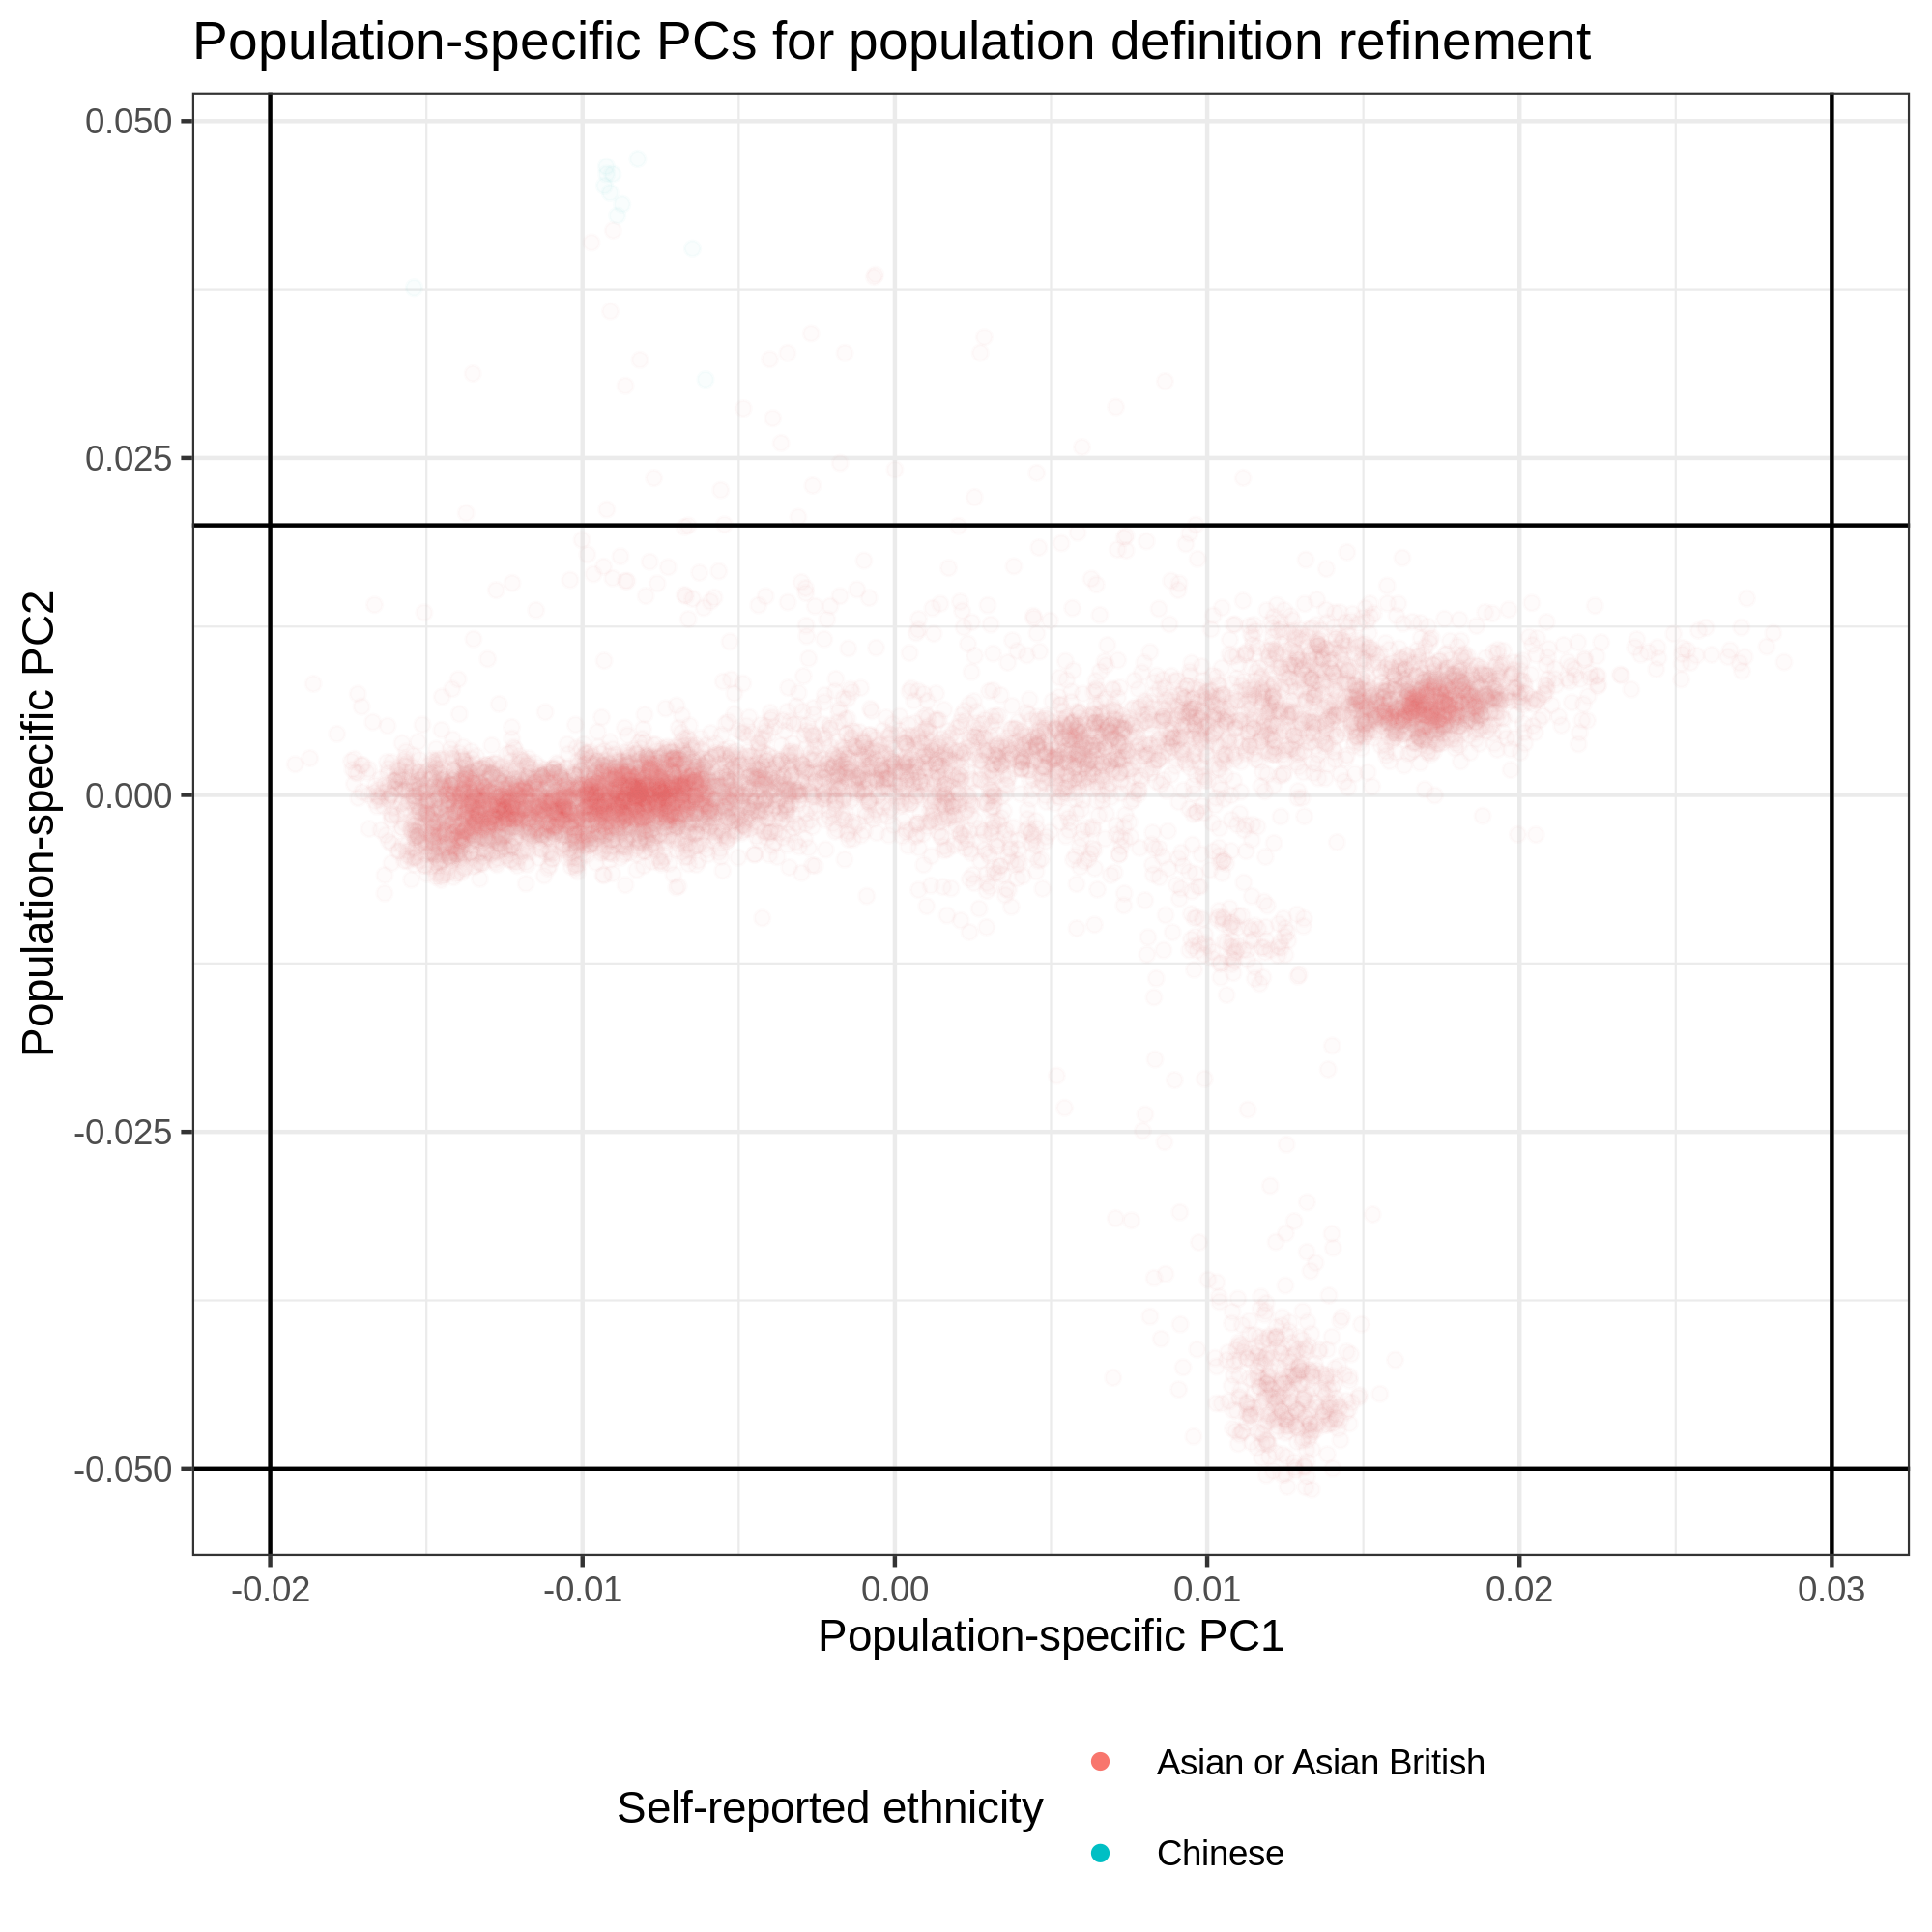 Population-specific PCs for population definition refinement
Population-specific PC2
0.050
0.025
0.000
-0.025
-0.050
-0.02 -0.01 0.00 0.01 0.02 0.03
Population-specific PC1
Self-reported ethnicity
Asian or Asian British
Chinese